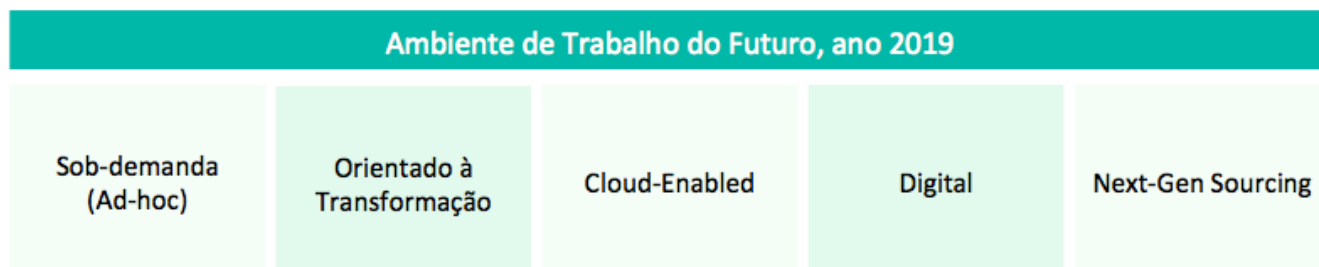 Ambiente de Trabalho do Futuro, ano 2019
Sob-demanda
(Ad-hoc)
Orientado à
Transformação
Cloud-Enabled
Digital
Next-Gen Sourcing